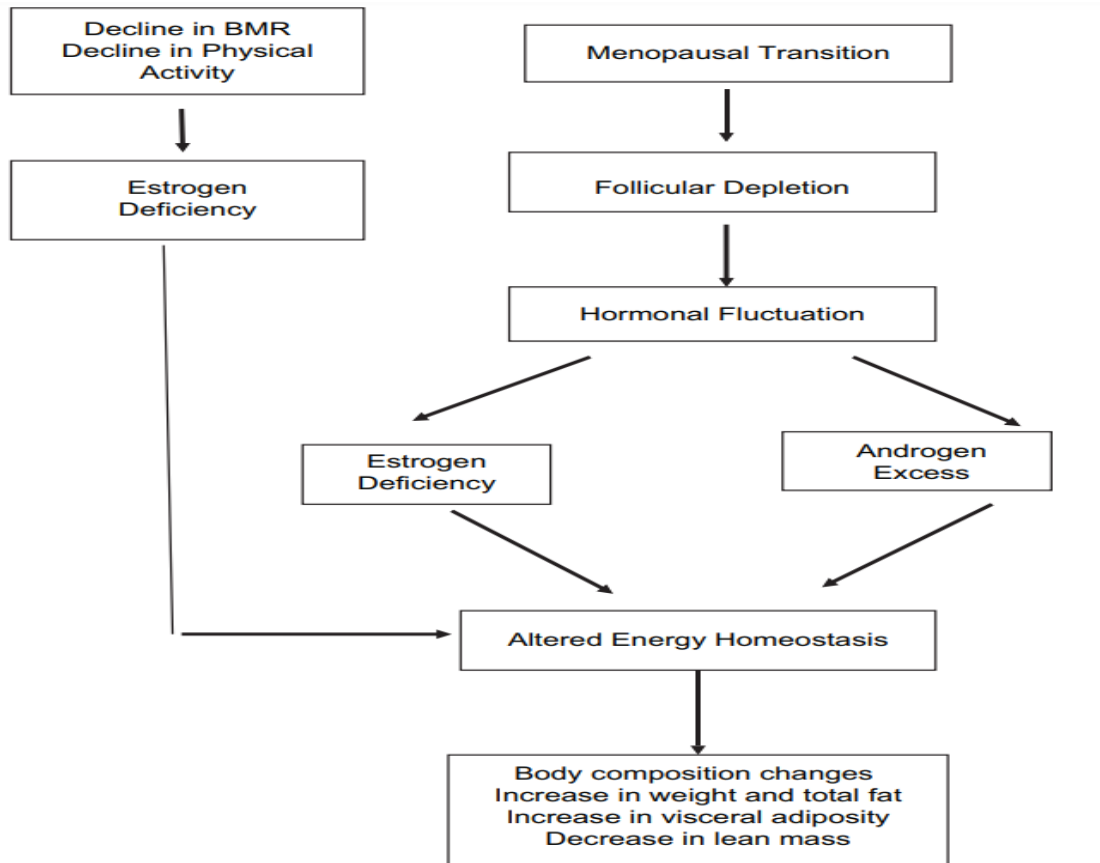 Decline in BMR
Decline in Physical
Activity
Menopausal Transition
Estrogen
Deficiency
Follicular Depletion
Hormonal Fluctuation
Estrogen
Deficiency
Androgen
Excess
Altered Energy Homeostasis
Body composition changes
Increase in weight and total fat
Increase in visceral adiposity
Decrease in lean mass